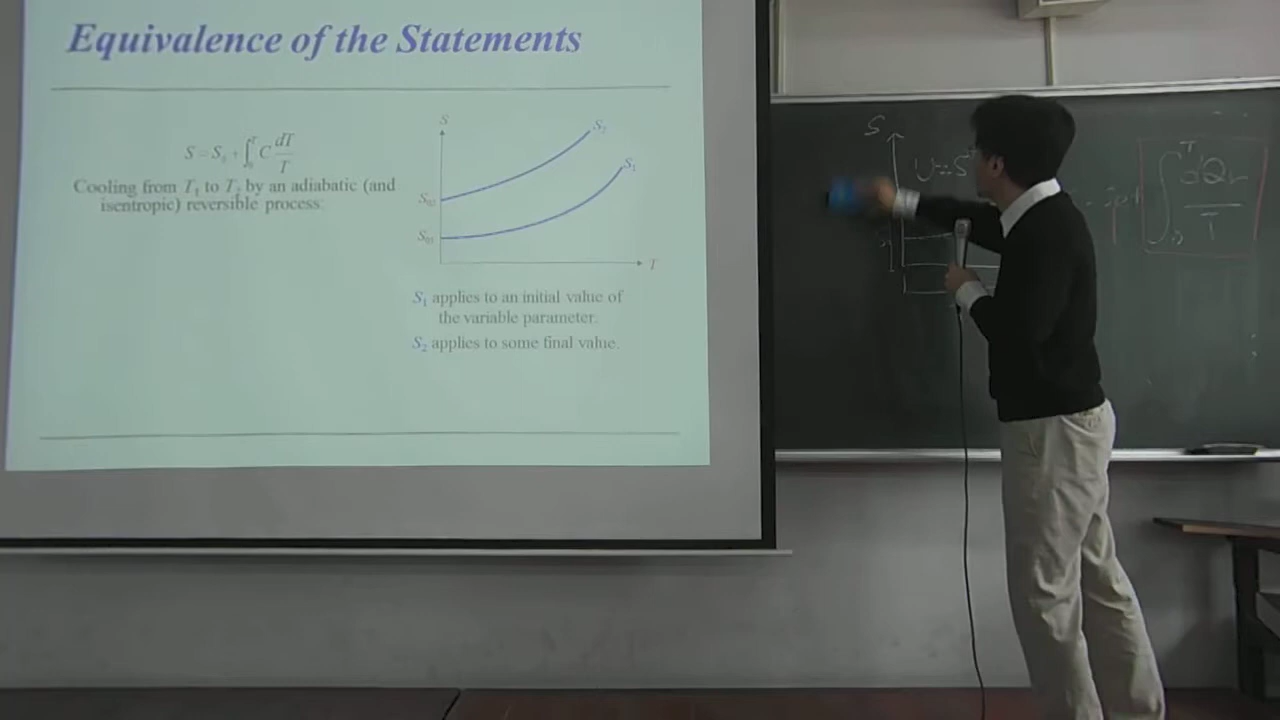 Equivalence of the Statements
S = S₀ + ∫₀ᵀ C dT/T
Cooling from T₁ to T₂ by an adiabatic (and
isentropic) reversible process:
S
S₂
S₁
S₀₂
S₀₁
T
S₁ applies to an initial value of
the variable parameter.
S₂ applies to some final value.
S
∫₀ᵀ dQr/T